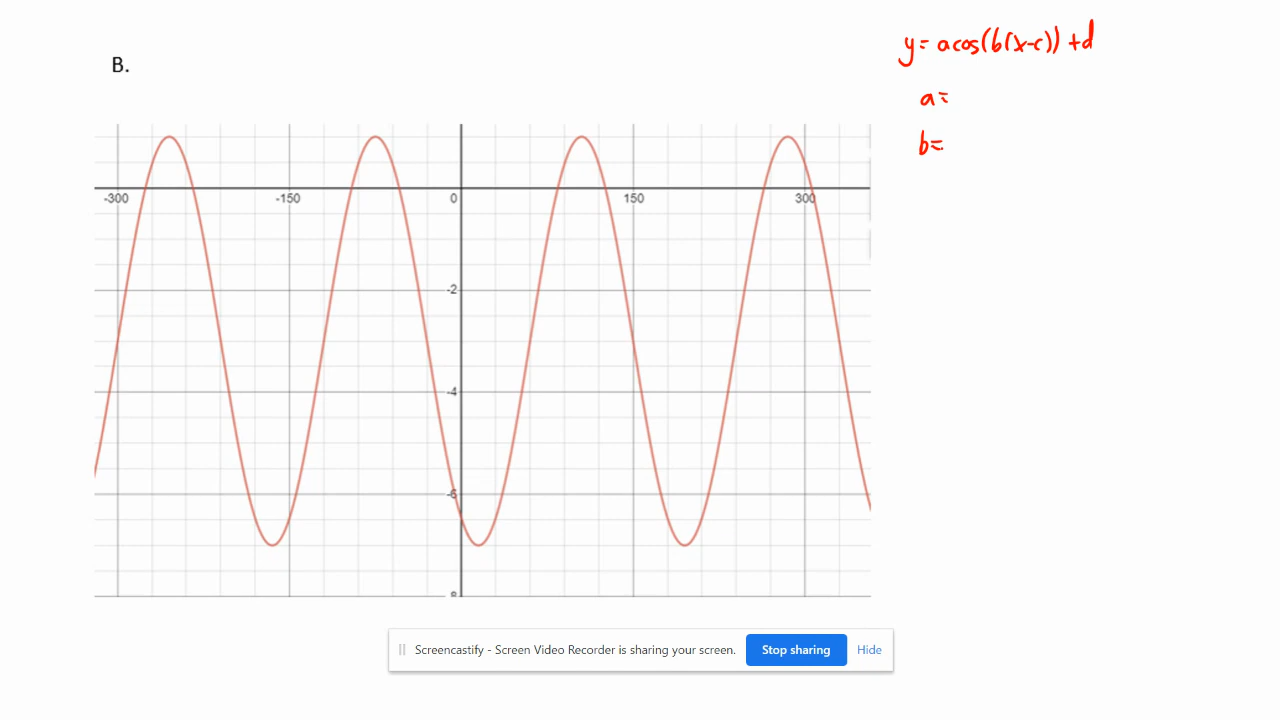 y= acos(b(x-c)) +d
B.
a=
b=
-300 -150 0 150 300
-2
-4
-6
8
Screencastify - Screen Video Recorder is sharing your screen. Stop sharing Hide